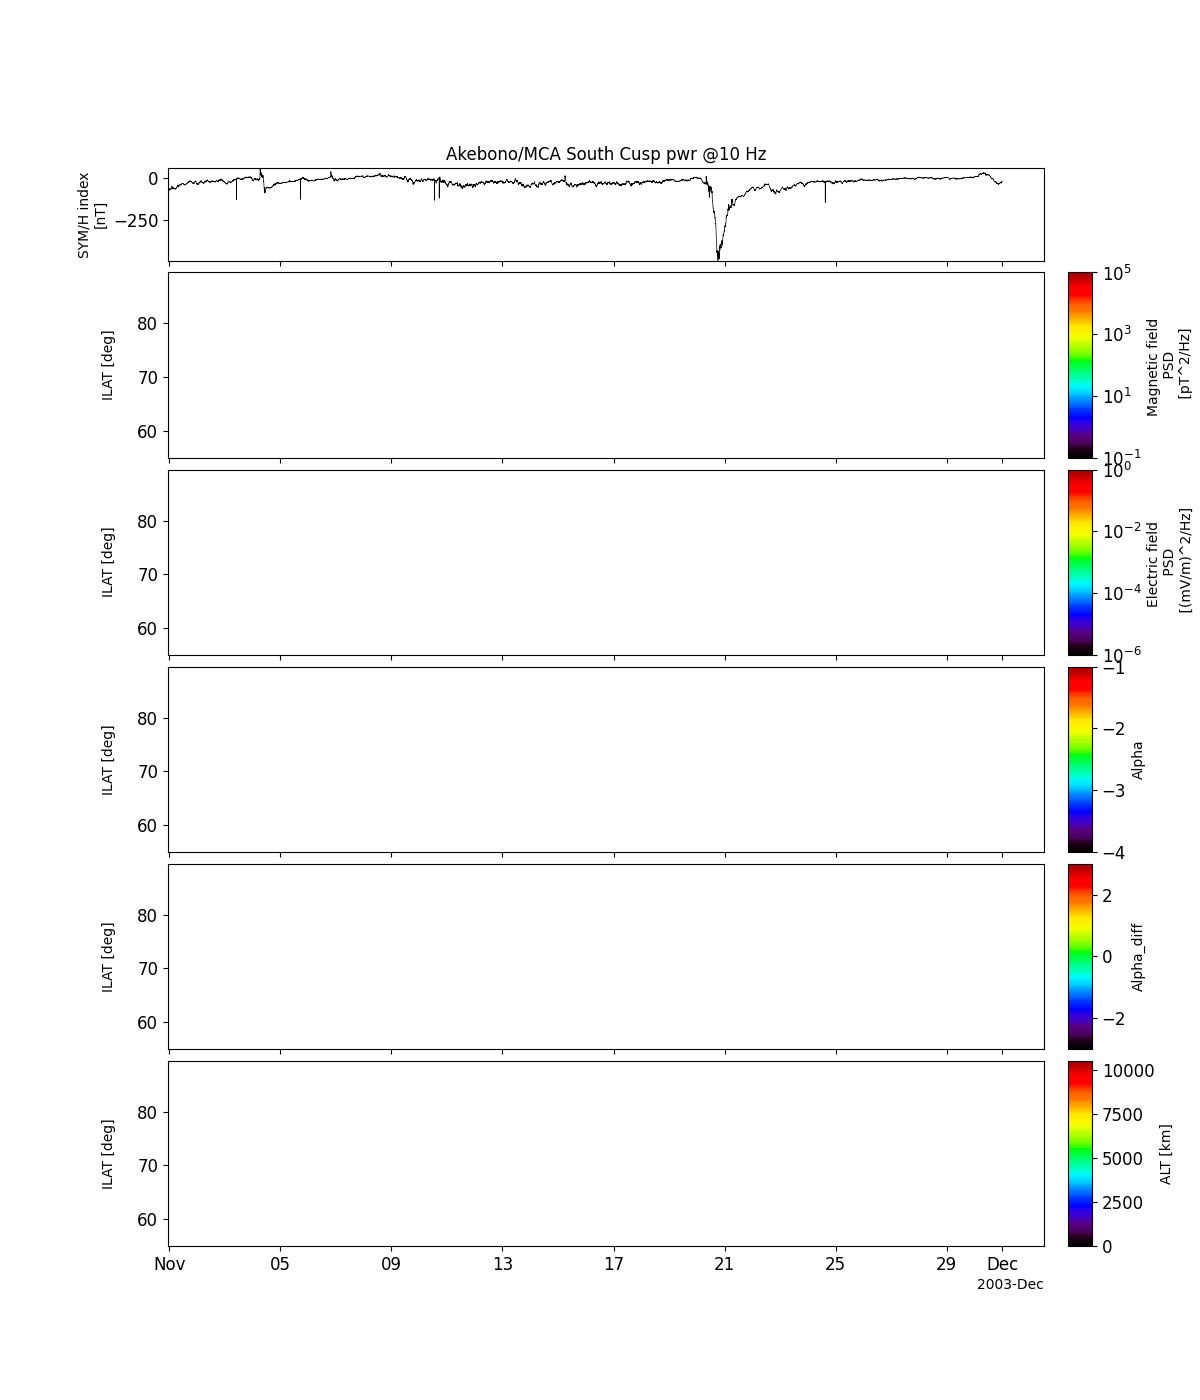 Akebono/MCA South Cusp pwr @10 Hz
SYM/H index
[nT]
0
−250
ILAT [deg]
80
70
60
10^5
10^3
10^1
10^−1
Magnetic field
PSD
[pT^2/Hz]
ILAT [deg]
80
70
60
10^0
10^−2
10^−4
10^−6
Electric field
PSD
[(mV/m)^2/Hz]
ILAT [deg]
80
70
60
−1
−2
−3
−4
Alpha
ILAT [deg]
80
70
60
2
0
−2
Alpha_diff
ILAT [deg]
80
70
60
10000
7500
5000
2500
0
ALT [km]
Nov 05 09 13 17 21 25 29 Dec
2003-Dec